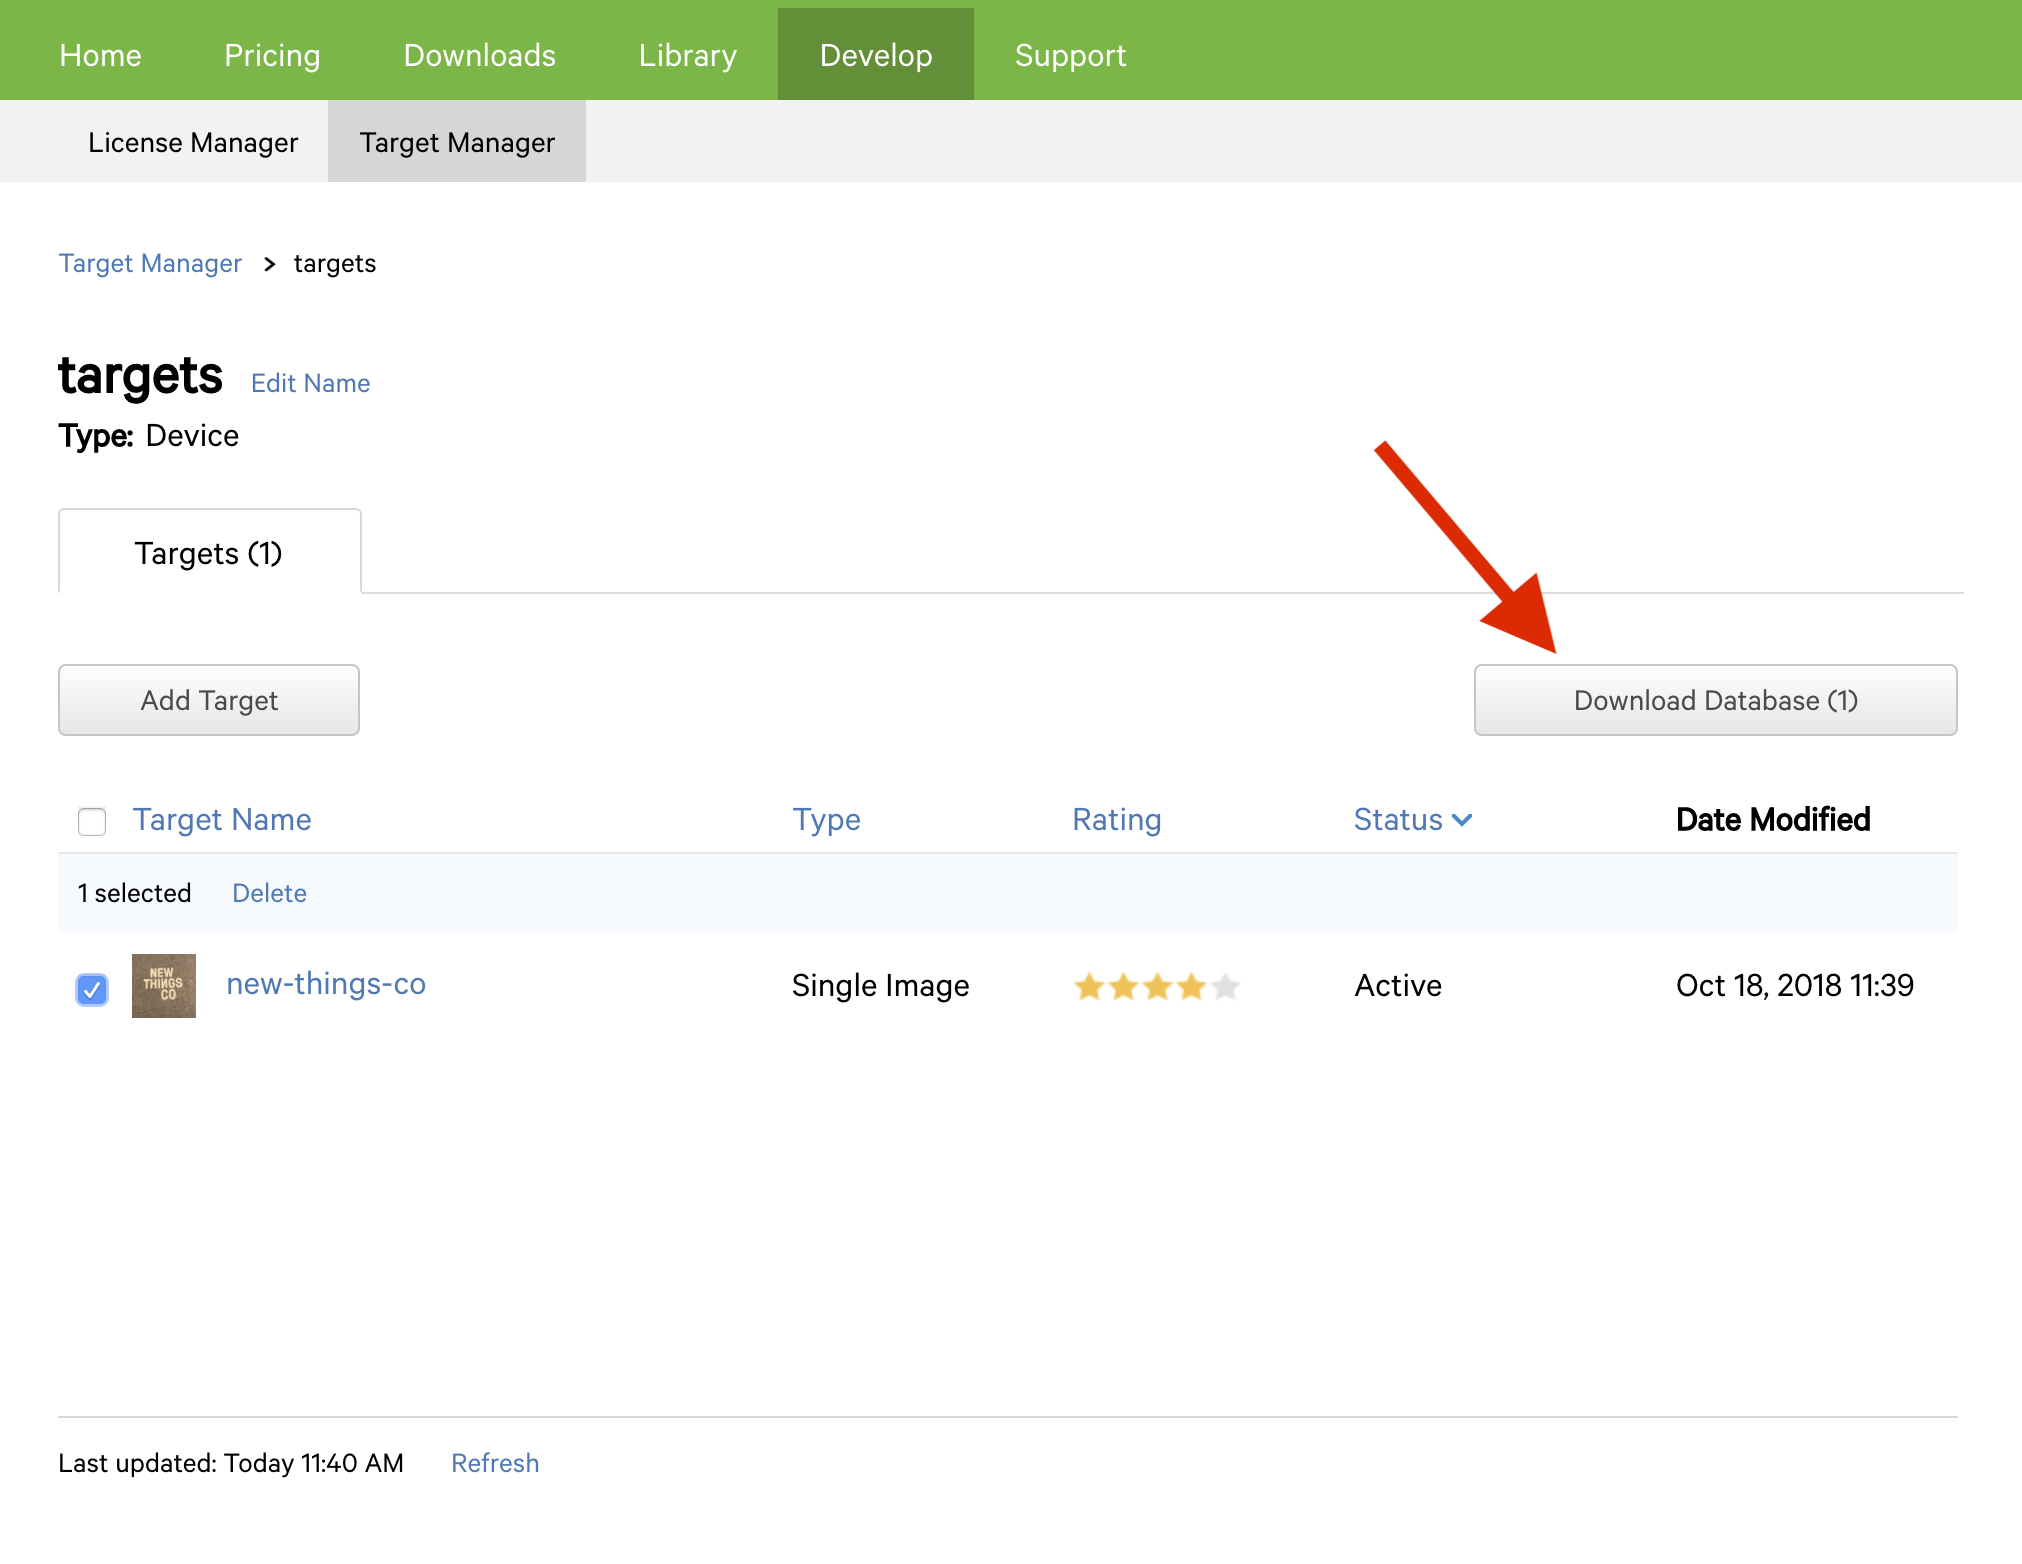 Home Pricing Downloads Library Develop Support
License Manager Target Manager
Target Manager > targets
targets Edit Name
Type: Device
Targets (1)
Add Target Download Database (1)
Target Name Type Rating Status Date Modified
1 selected Delete
NEW
THINGS
CO
new-things-co Single Image Active Oct 18, 2018 11:39
Last updated: Today 11:40 AM Refresh